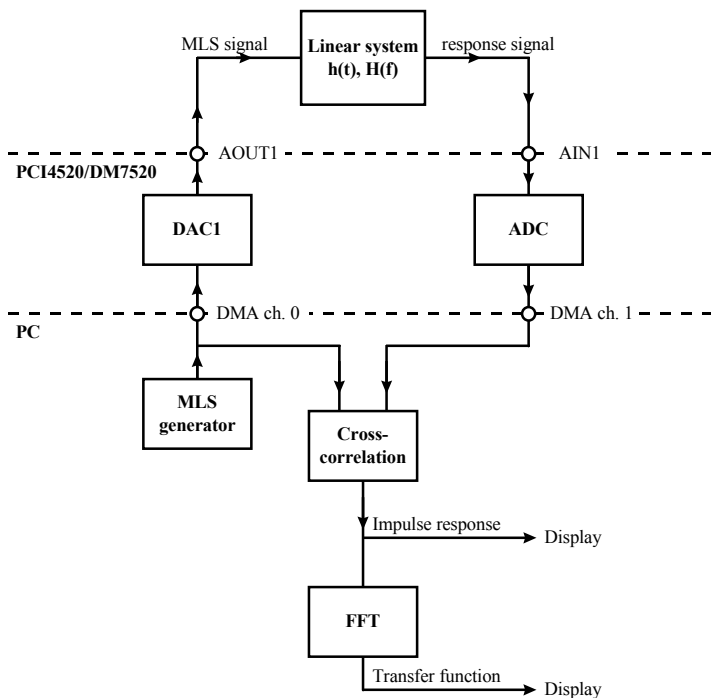 MLS signal
Linear system
h(t), H(f)
response signal
AOUT1
AIN1
PCI4520/DM7520
DAC1
ADC
DMA ch. 0
DMA ch. 1
PC
MLS
generator
Cross-
correlation
Impulse response
Display
FFT
Transfer function
Display